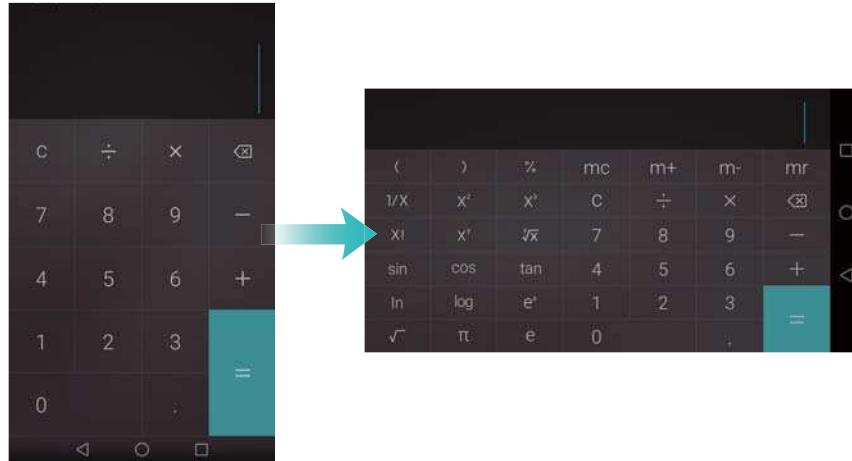 C ÷ × ⌫
7 8 9 −
4 5 6 +
1 2 3 =
0 .
( ) % mc m+ m- mr
1/X X² X³ C ÷ × ⌫
X! Xʸ ʸ√x 7 8 9 −
sin cos tan 4 5 6 +
ln log eˣ 1 2 3 =
√ π e 0 .